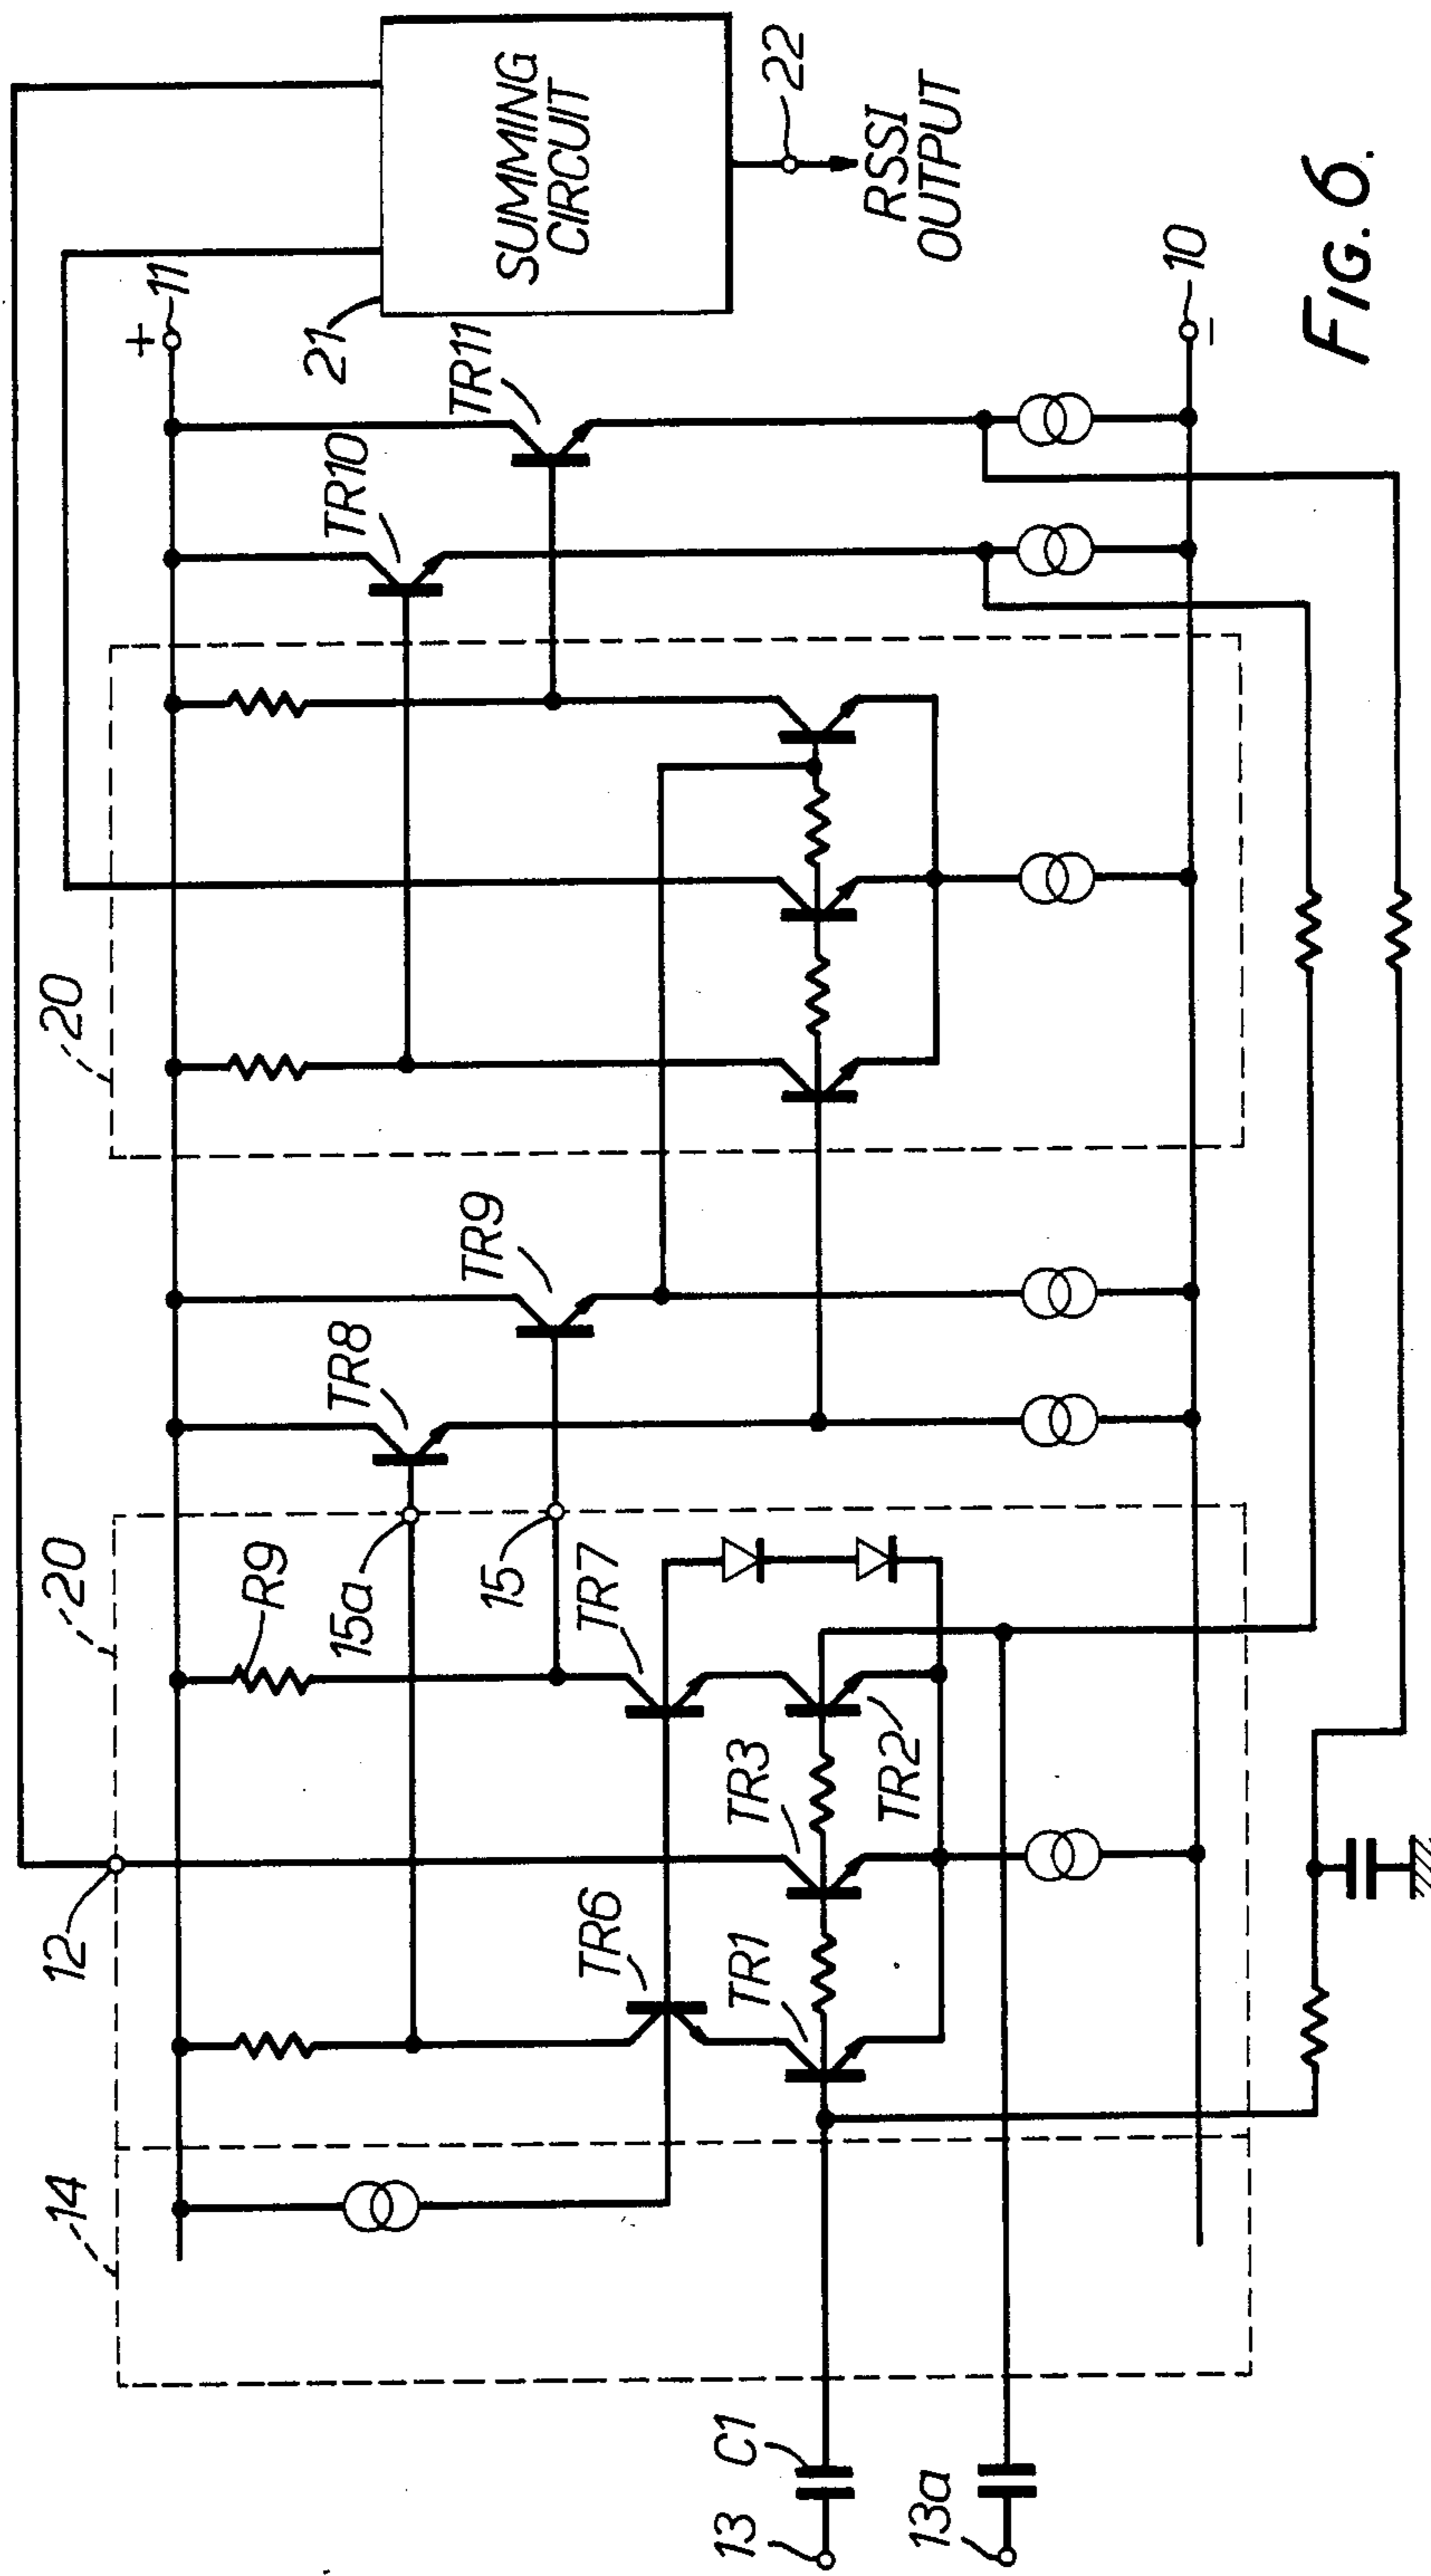 14
12
20
R9
15a
15
TR8
TR9
20
TR10
TR11
21
+ 11
SUMMING
CIRCUIT
22
RSSI
OUTPUT
TR6
TR7
TR1
TR3
TR2
13
C1
13a
10
–
FIG. 6.